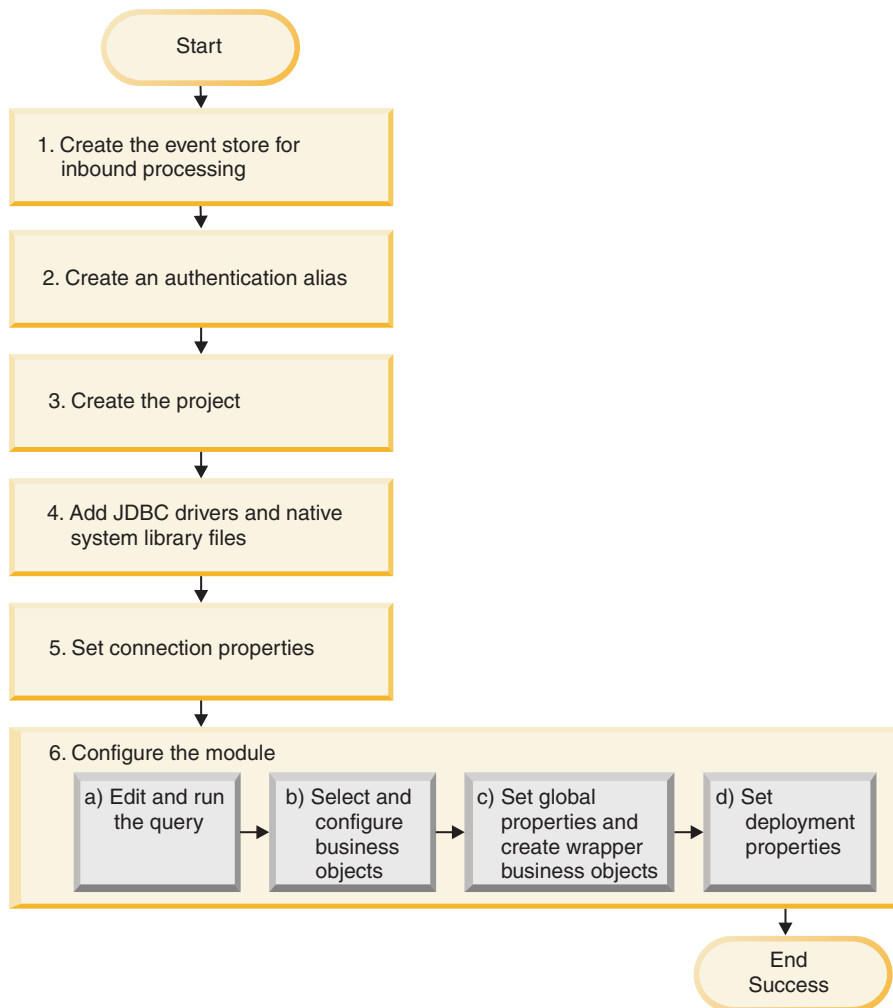 Start
1. Create the event store for
inbound processing
2. Create an authentication alias
3. Create the project
4. Add JDBC drivers and native
system library files
5. Set connection properties
6. Configure the module
a) Edit and run
the query
b) Select and
configure
business
objects
c) Set global
properties and
create wrapper
business objects
d) Set
deployment
properties
End
Success